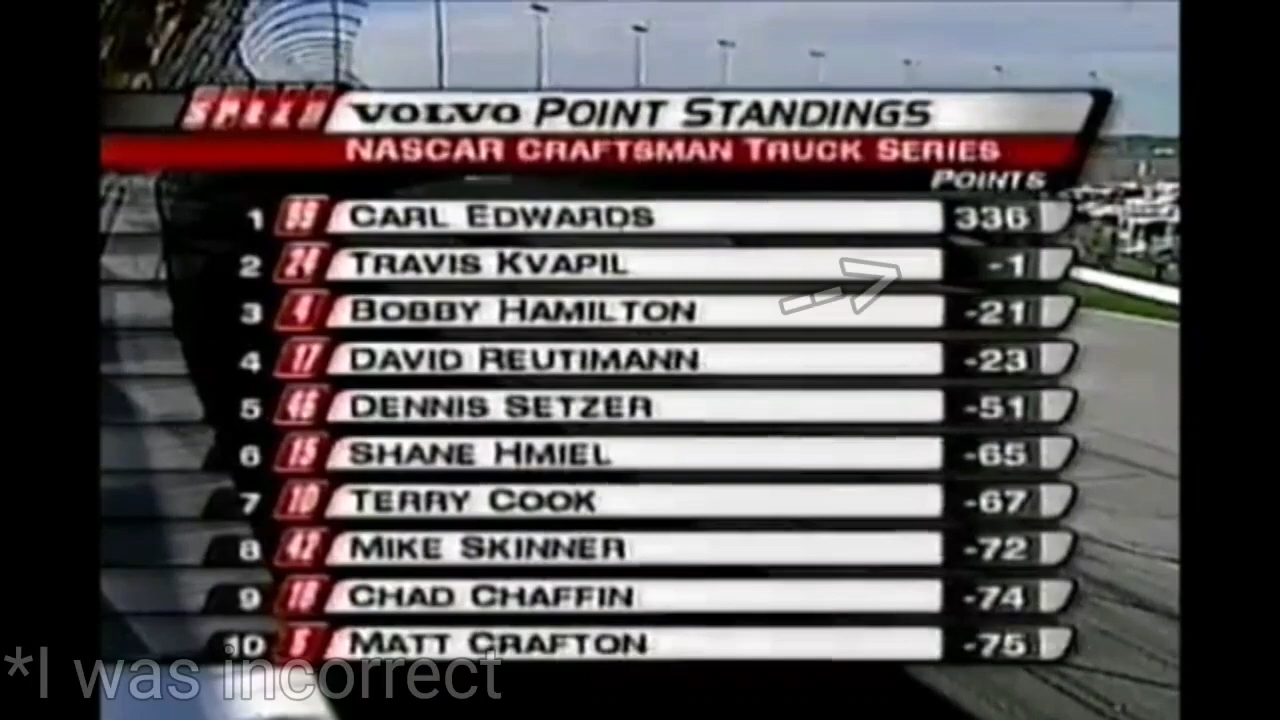 SPEED VOLVO POINT STANDINGS
NASCAR CRAFTSMAN TRUCK SERIES
POINTS
1 99 CARL EDWARDS 336
2 24 TRAVIS KVAPIL -1
3 4 BOBBY HAMILTON -21
4 17 DAVID REUTIMANN -23
5 46 DENNIS SETZER -51
6 15 SHANE HMIEL -65
7 10 TERRY COOK -67
8 42 MIKE SKINNER -72
9 18 CHAD CHAFFIN -74
10 MATT CRAFTON -75
*I was incorrect